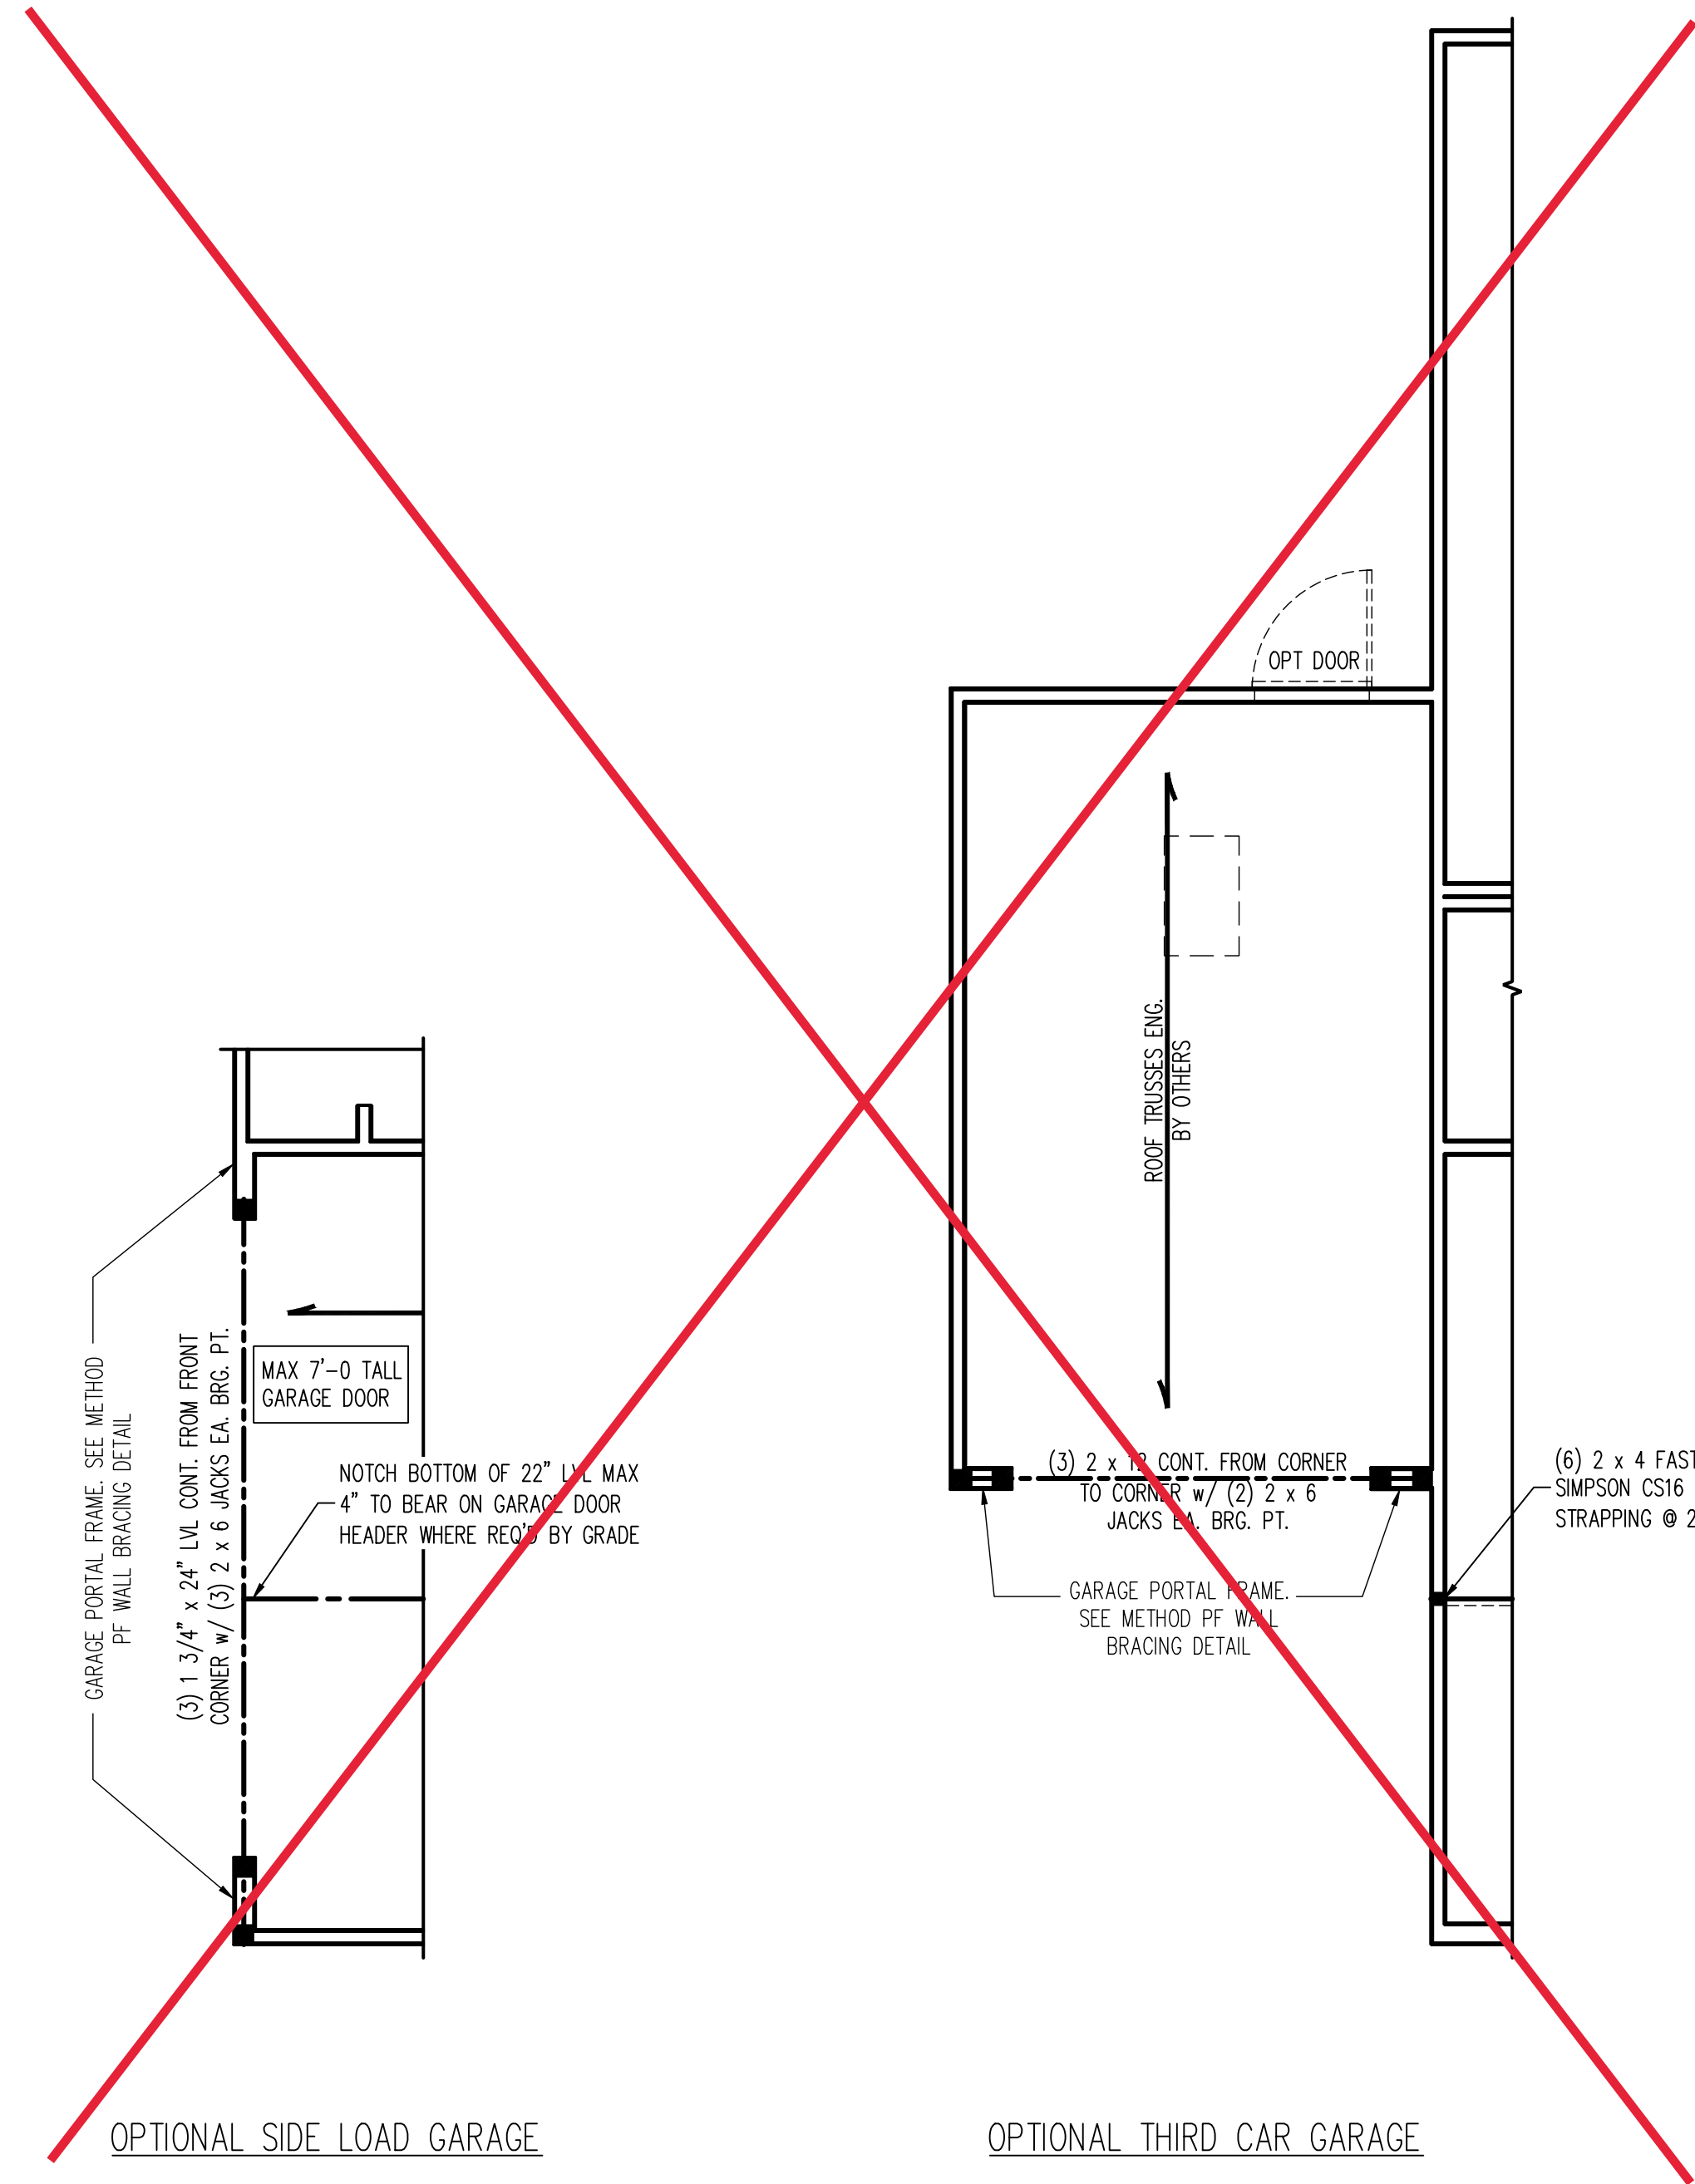 OPT DOOR
ROOF TRUSSES ENG.
BY OTHERS
GARAGE PORTAL FRAME. SEE METHOD
PF WALL BRACING DETAIL
(3) 1 3/4" x 24" LVL CONT. FROM FRONT
CORNER w/ (3) 2 x 6 JACKS EA. BRG. PT.
MAX 7'-0 TALL
GARAGE DOOR
NOTCH BOTTOM OF 22" LVL MAX
4" TO BEAR ON GARAGE DOOR
HEADER WHERE REQ'D BY GRADE
(3) 2 x 12 CONT. FROM CORNER
TO CORNER w/ (2) 2 x 6
JACKS EA. BRG. PT.
GARAGE PORTAL FRAME.
SEE METHOD PF WALL
BRACING DETAIL
(6) 2 x 4 FAST
SIMPSON CS16
STRAPPING @ 2
OPTIONAL SIDE LOAD GARAGE
OPTIONAL THIRD CAR GARAGE